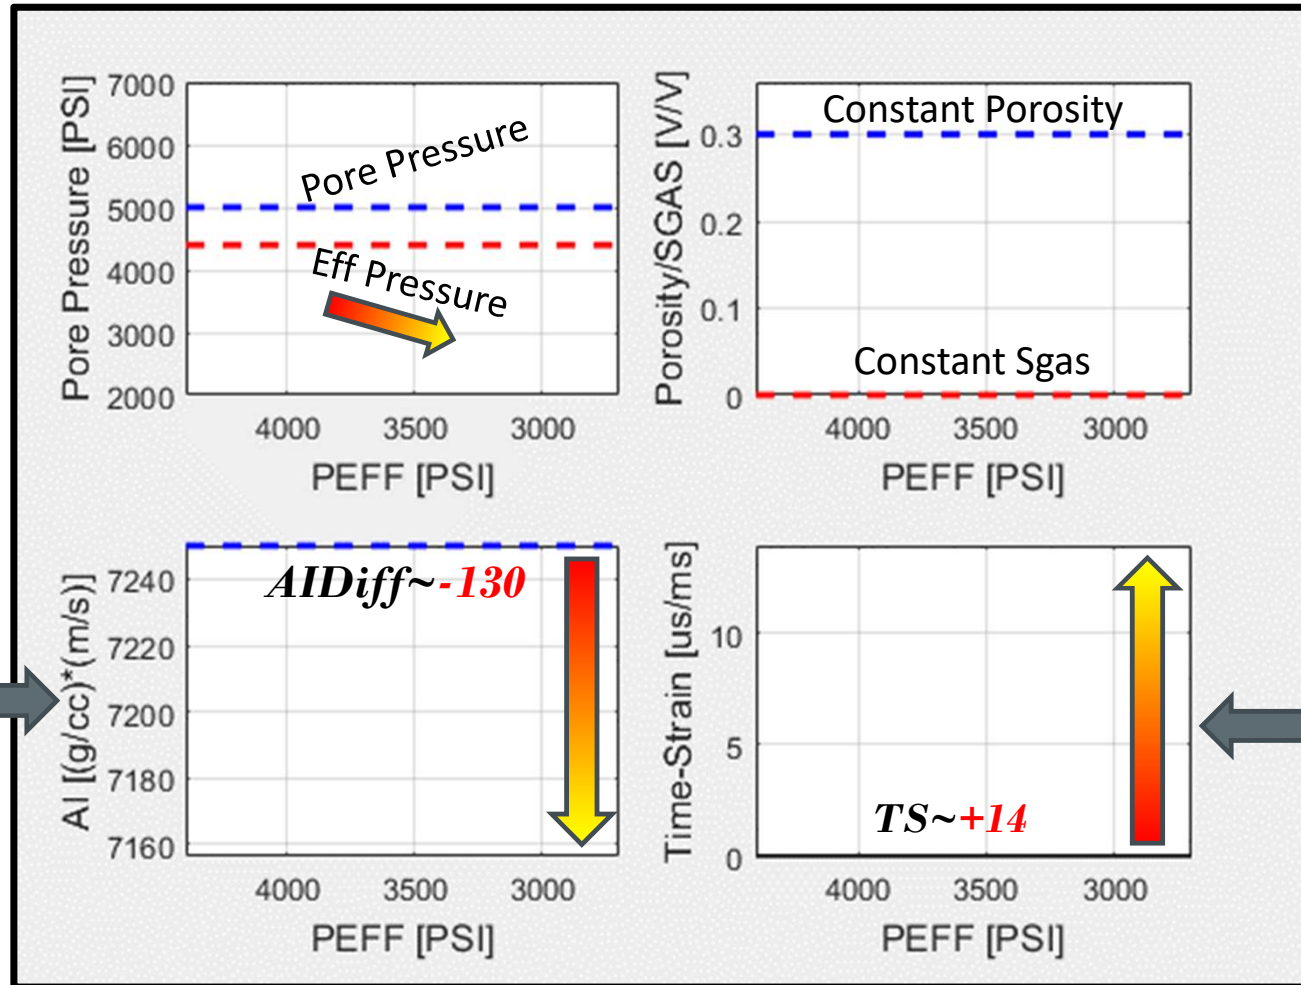 Pore Pressure [PSI]
7000
6000
5000
4000
3000
2000
Pore Pressure
Eff Pressure
4000 3500 3000
PEFF [PSI]
Porosity/SGAS [V/V]
0.3
0.2
0.1
0
Constant Porosity
Constant Sgas
4000 3500 3000
PEFF [PSI]
AI [(g/cc)*(m/s)]
7240
7220
7200
7180
7160
AIDiff~-130
4000 3500 3000
PEFF [PSI]
Time-Strain [us/ms]
10
5
0
TS~+14
4000 3500 3000
PEFF [PSI]